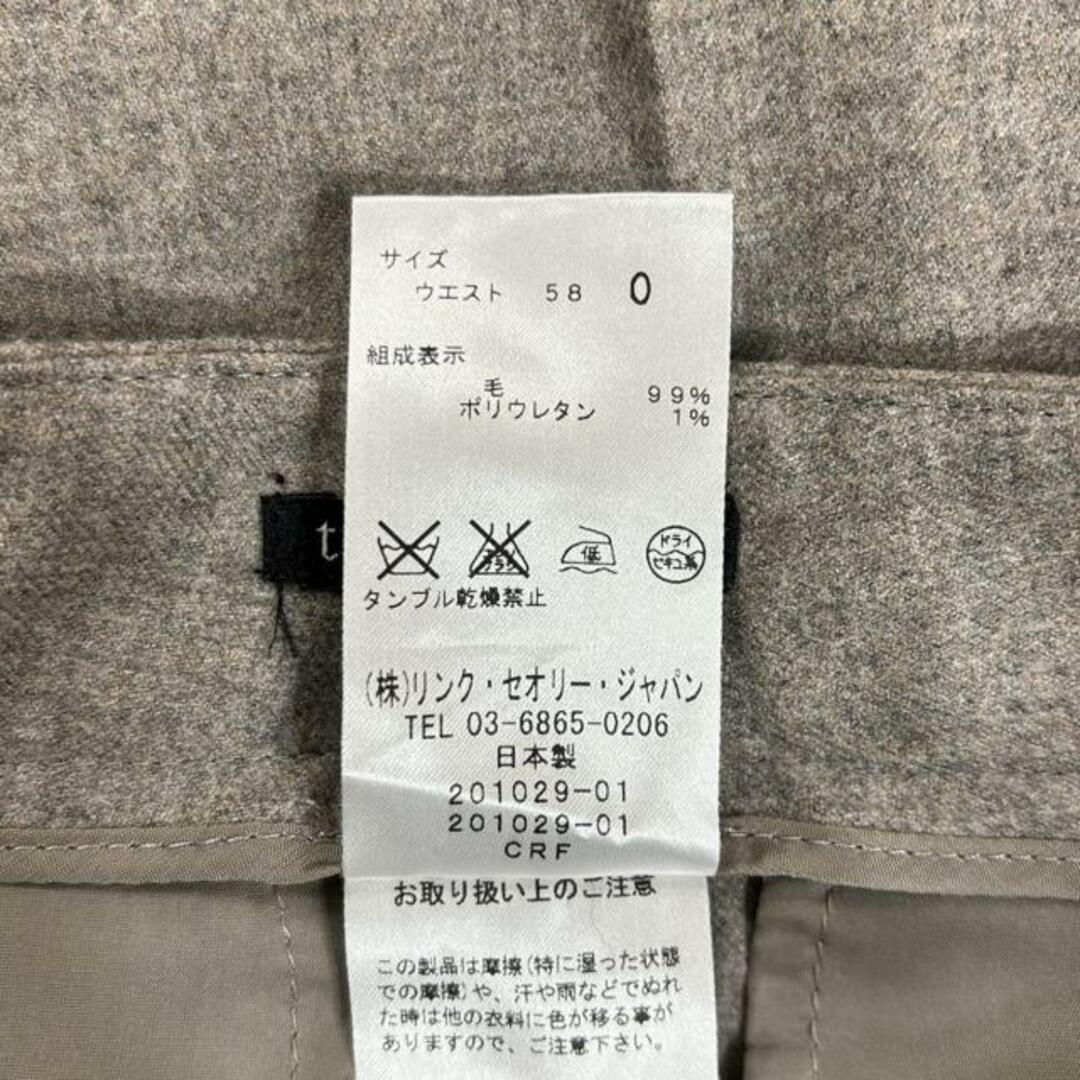 サイズ
ウエスト 58 0
組成表示
毛 99%
ポリウレタン 1%
t
低
ドライ
セキユ系
タンブル乾燥禁止
(株)リンク・セオリー・ジャパン
TEL 03-6865-0206
日本製
201029-01
201029-01
CRF
お取り扱い上のご注意
この製品は摩擦(特に湿った状態
での摩擦)や、汗や雨などでぬれ
た時は他の衣料に色が移る事が
ありますので、ご注意下さい。